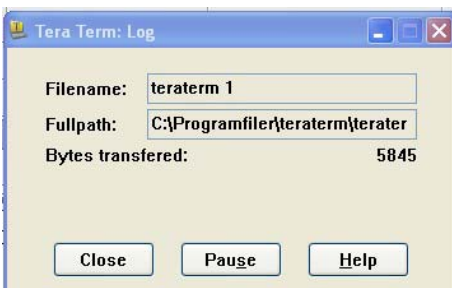 Tera Term: Log
Filename: teraterm 1
Fullpath: C:\Programfiler\teraterm\terater
Bytes transfered: 5845
Close Pause Help